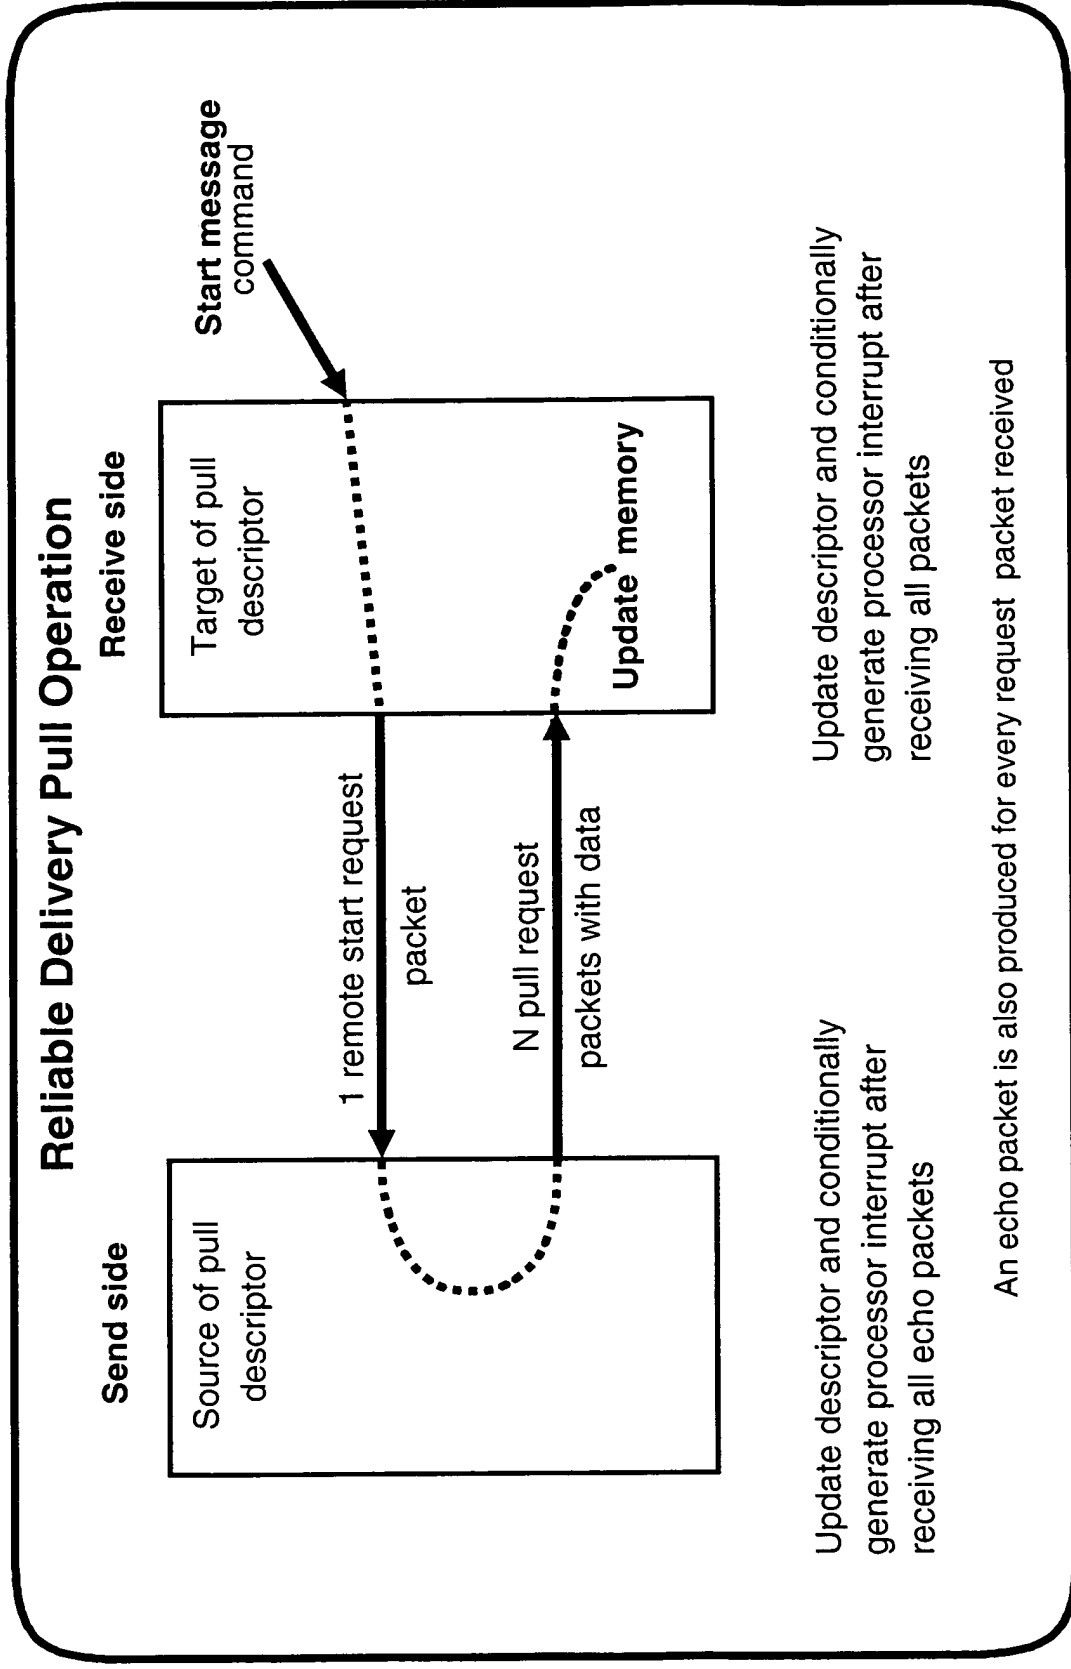 Reliable Delivery Pull Operation
Send side
Receive side
Source of pull
descriptor
Target of pull
descriptor
Start message
command
1 remote start request
packet
N pull request
packets with data
Update memory
Update descriptor and conditionally
generate processor interrupt after
receiving all echo packets
Update descriptor and conditionally
generate processor interrupt after
receiving all packets
An echo packet is also produced for every request packet received